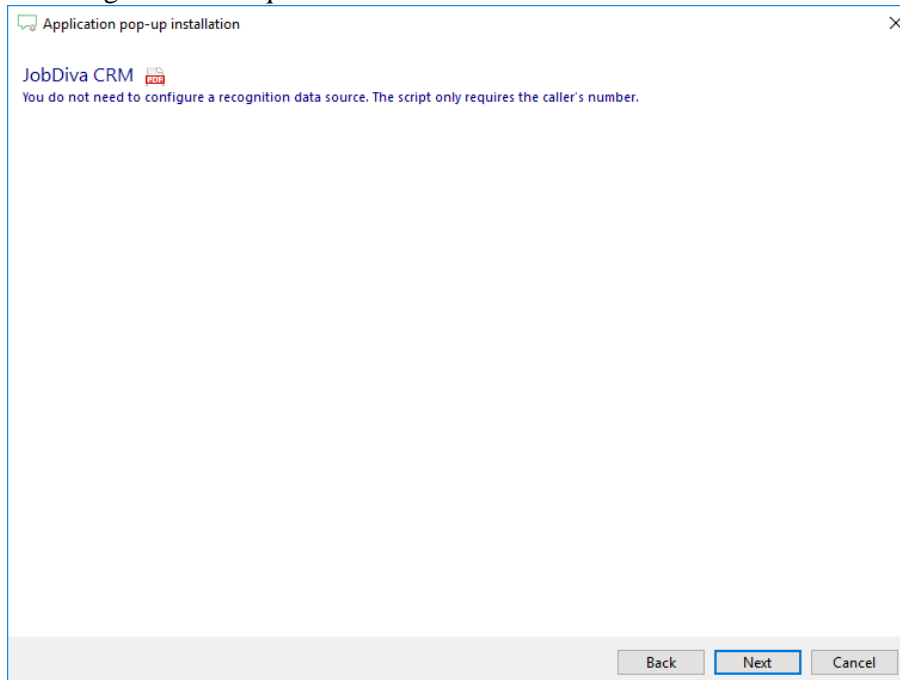 Application pop-up installation
JobDiva CRM PDF
You do not need to configure a recognition data source. The script only requires the caller's number.
Back Next Cancel